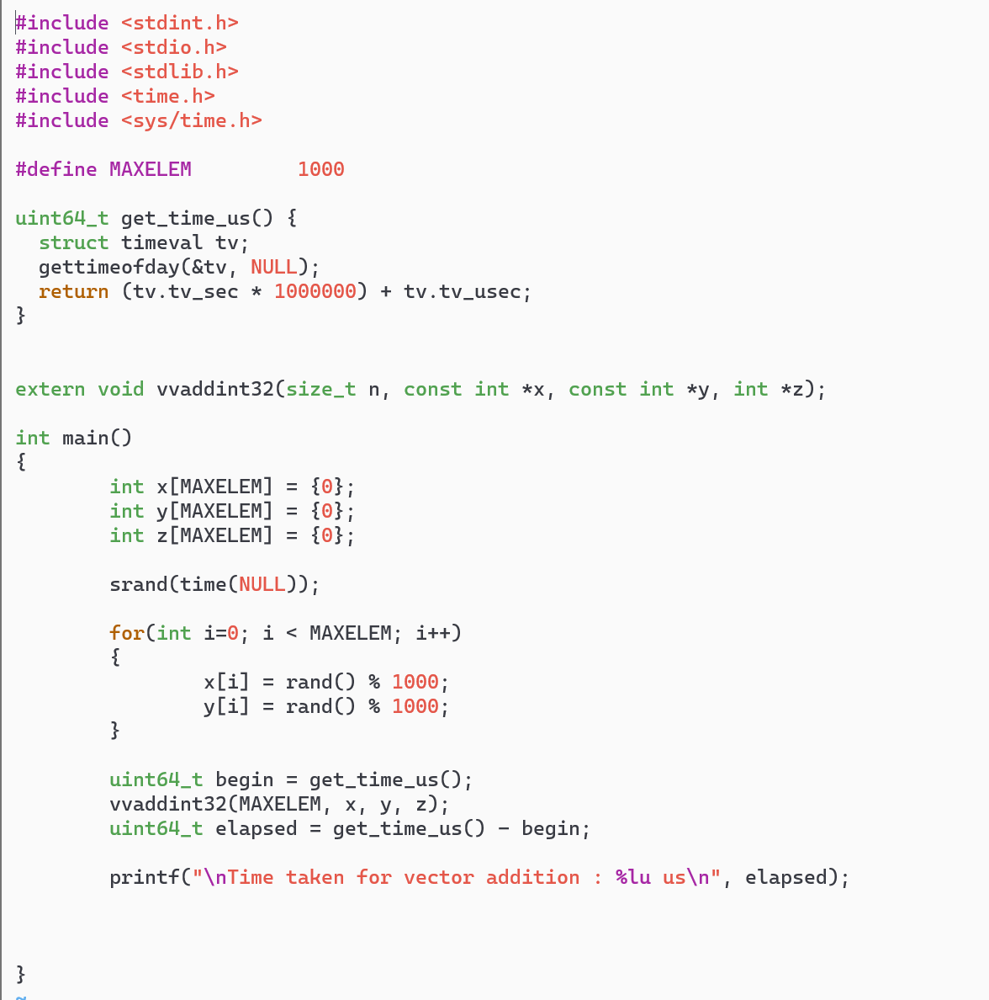 #include <stdint.h>
#include <stdio.h>
#include <stdlib.h>
#include <time.h>
#include <sys/time.h>

#define MAXELEM         1000

uint64_t get_time_us() {
  struct timeval tv;
  gettimeofday(&tv, NULL);
  return (tv.tv_sec * 1000000) + tv.tv_usec;
}


extern void vvaddint32(size_t n, const int *x, const int *y, int *z);

int main()
{
        int x[MAXELEM] = {0};
        int y[MAXELEM] = {0};
        int z[MAXELEM] = {0};

        srand(time(NULL));

        for(int i=0; i < MAXELEM; i++)
        {
                x[i] = rand() % 1000;
                y[i] = rand() % 1000;
        }

        uint64_t begin = get_time_us();
        vvaddint32(MAXELEM, x, y, z);
        uint64_t elapsed = get_time_us() - begin;

        printf("\nTime taken for vector addition : %lu us\n", elapsed);



}
~